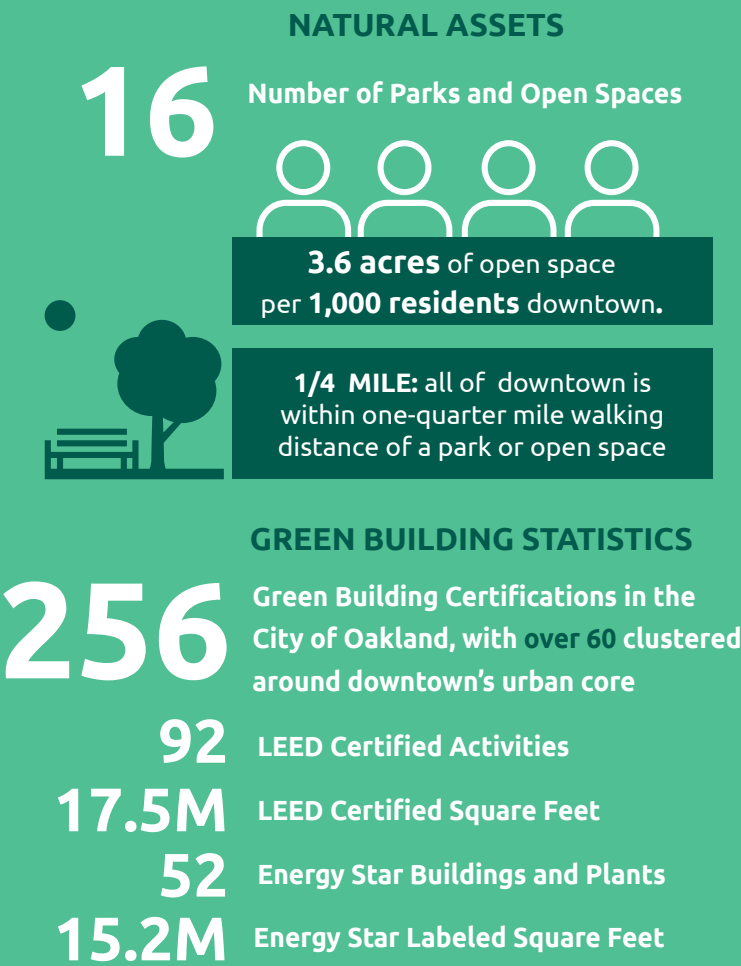 NATURAL ASSETS
16
Number of Parks and Open Spaces
3.6 acres of open space
per 1,000 residents downtown.
1/4 MILE: all of downtown is
within one-quarter mile walking
distance of a park or open space
GREEN BUILDING STATISTICS
256
Green Building Certifications in the
City of Oakland, with over 60 clustered
around downtown's urban core
92 LEED Certified Activities
17.5M LEED Certified Square Feet
52 Energy Star Buildings and Plants
15.2M Energy Star Labeled Square Feet